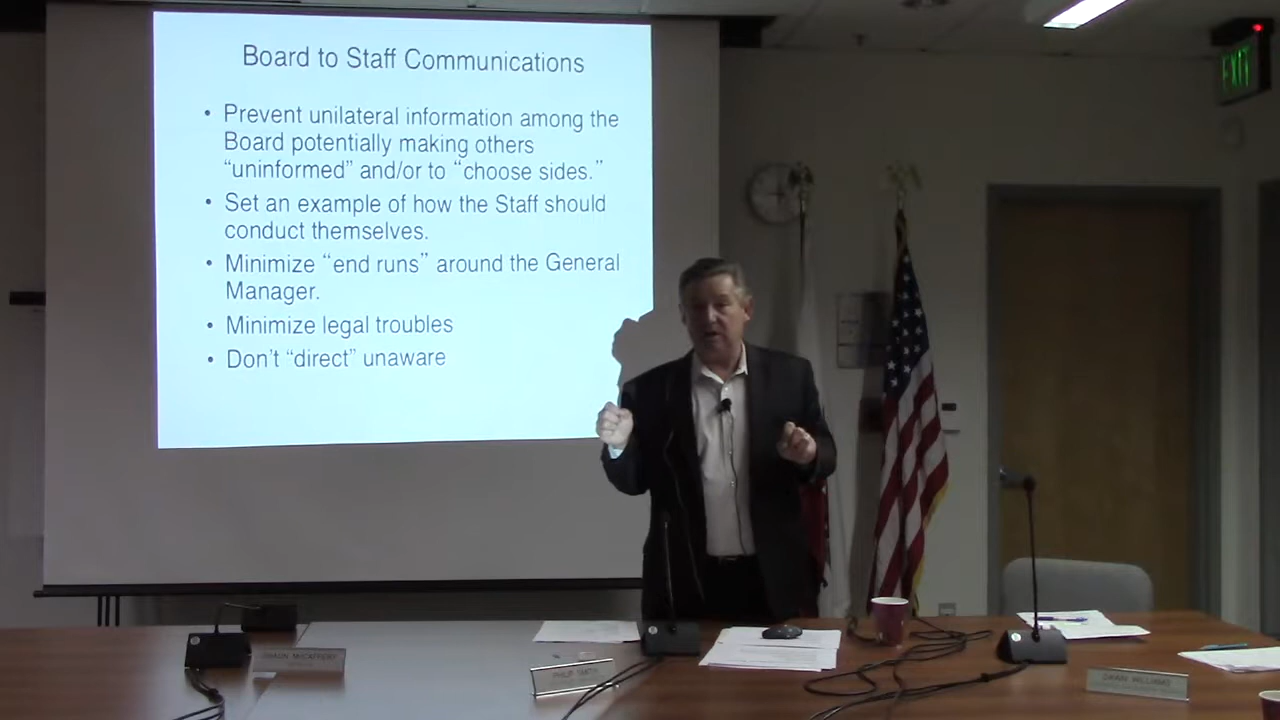 Board to Staff Communications
• Prevent unilateral information among the
Board potentially making others
“uninformed” and/or to “choose sides.”
• Set an example of how the Staff should
conduct themselves.
• Minimize “end runs” around the General
Manager.
• Minimize legal troubles
• Don’t “direct” unaware
EXIT
WILLIAMS